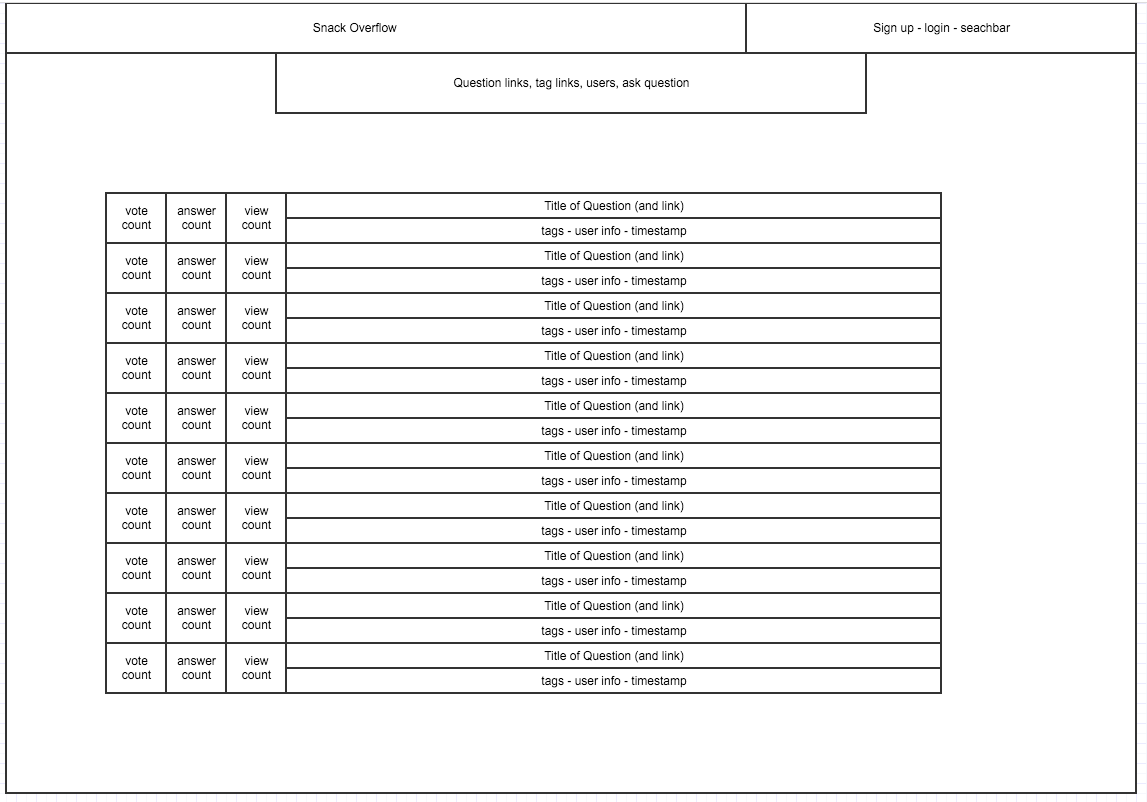 Snack Overflow
Sign up - login - seachbar
Question links, tag links, users, ask question
vote count answer count view count Title of Question (and link)
tags - user info - timestamp
vote count answer count view count Title of Question (and link)
tags - user info - timestamp
vote count answer count view count Title of Question (and link)
tags - user info - timestamp
vote count answer count view count Title of Question (and link)
tags - user info - timestamp
vote count answer count view count Title of Question (and link)
tags - user info - timestamp
vote count answer count view count Title of Question (and link)
tags - user info - timestamp
vote count answer count view count Title of Question (and link)
tags - user info - timestamp
vote count answer count view count Title of Question (and link)
tags - user info - timestamp
vote count answer count view count Title of Question (and link)
tags - user info - timestamp
vote count answer count view count Title of Question (and link)
tags - user info - timestamp